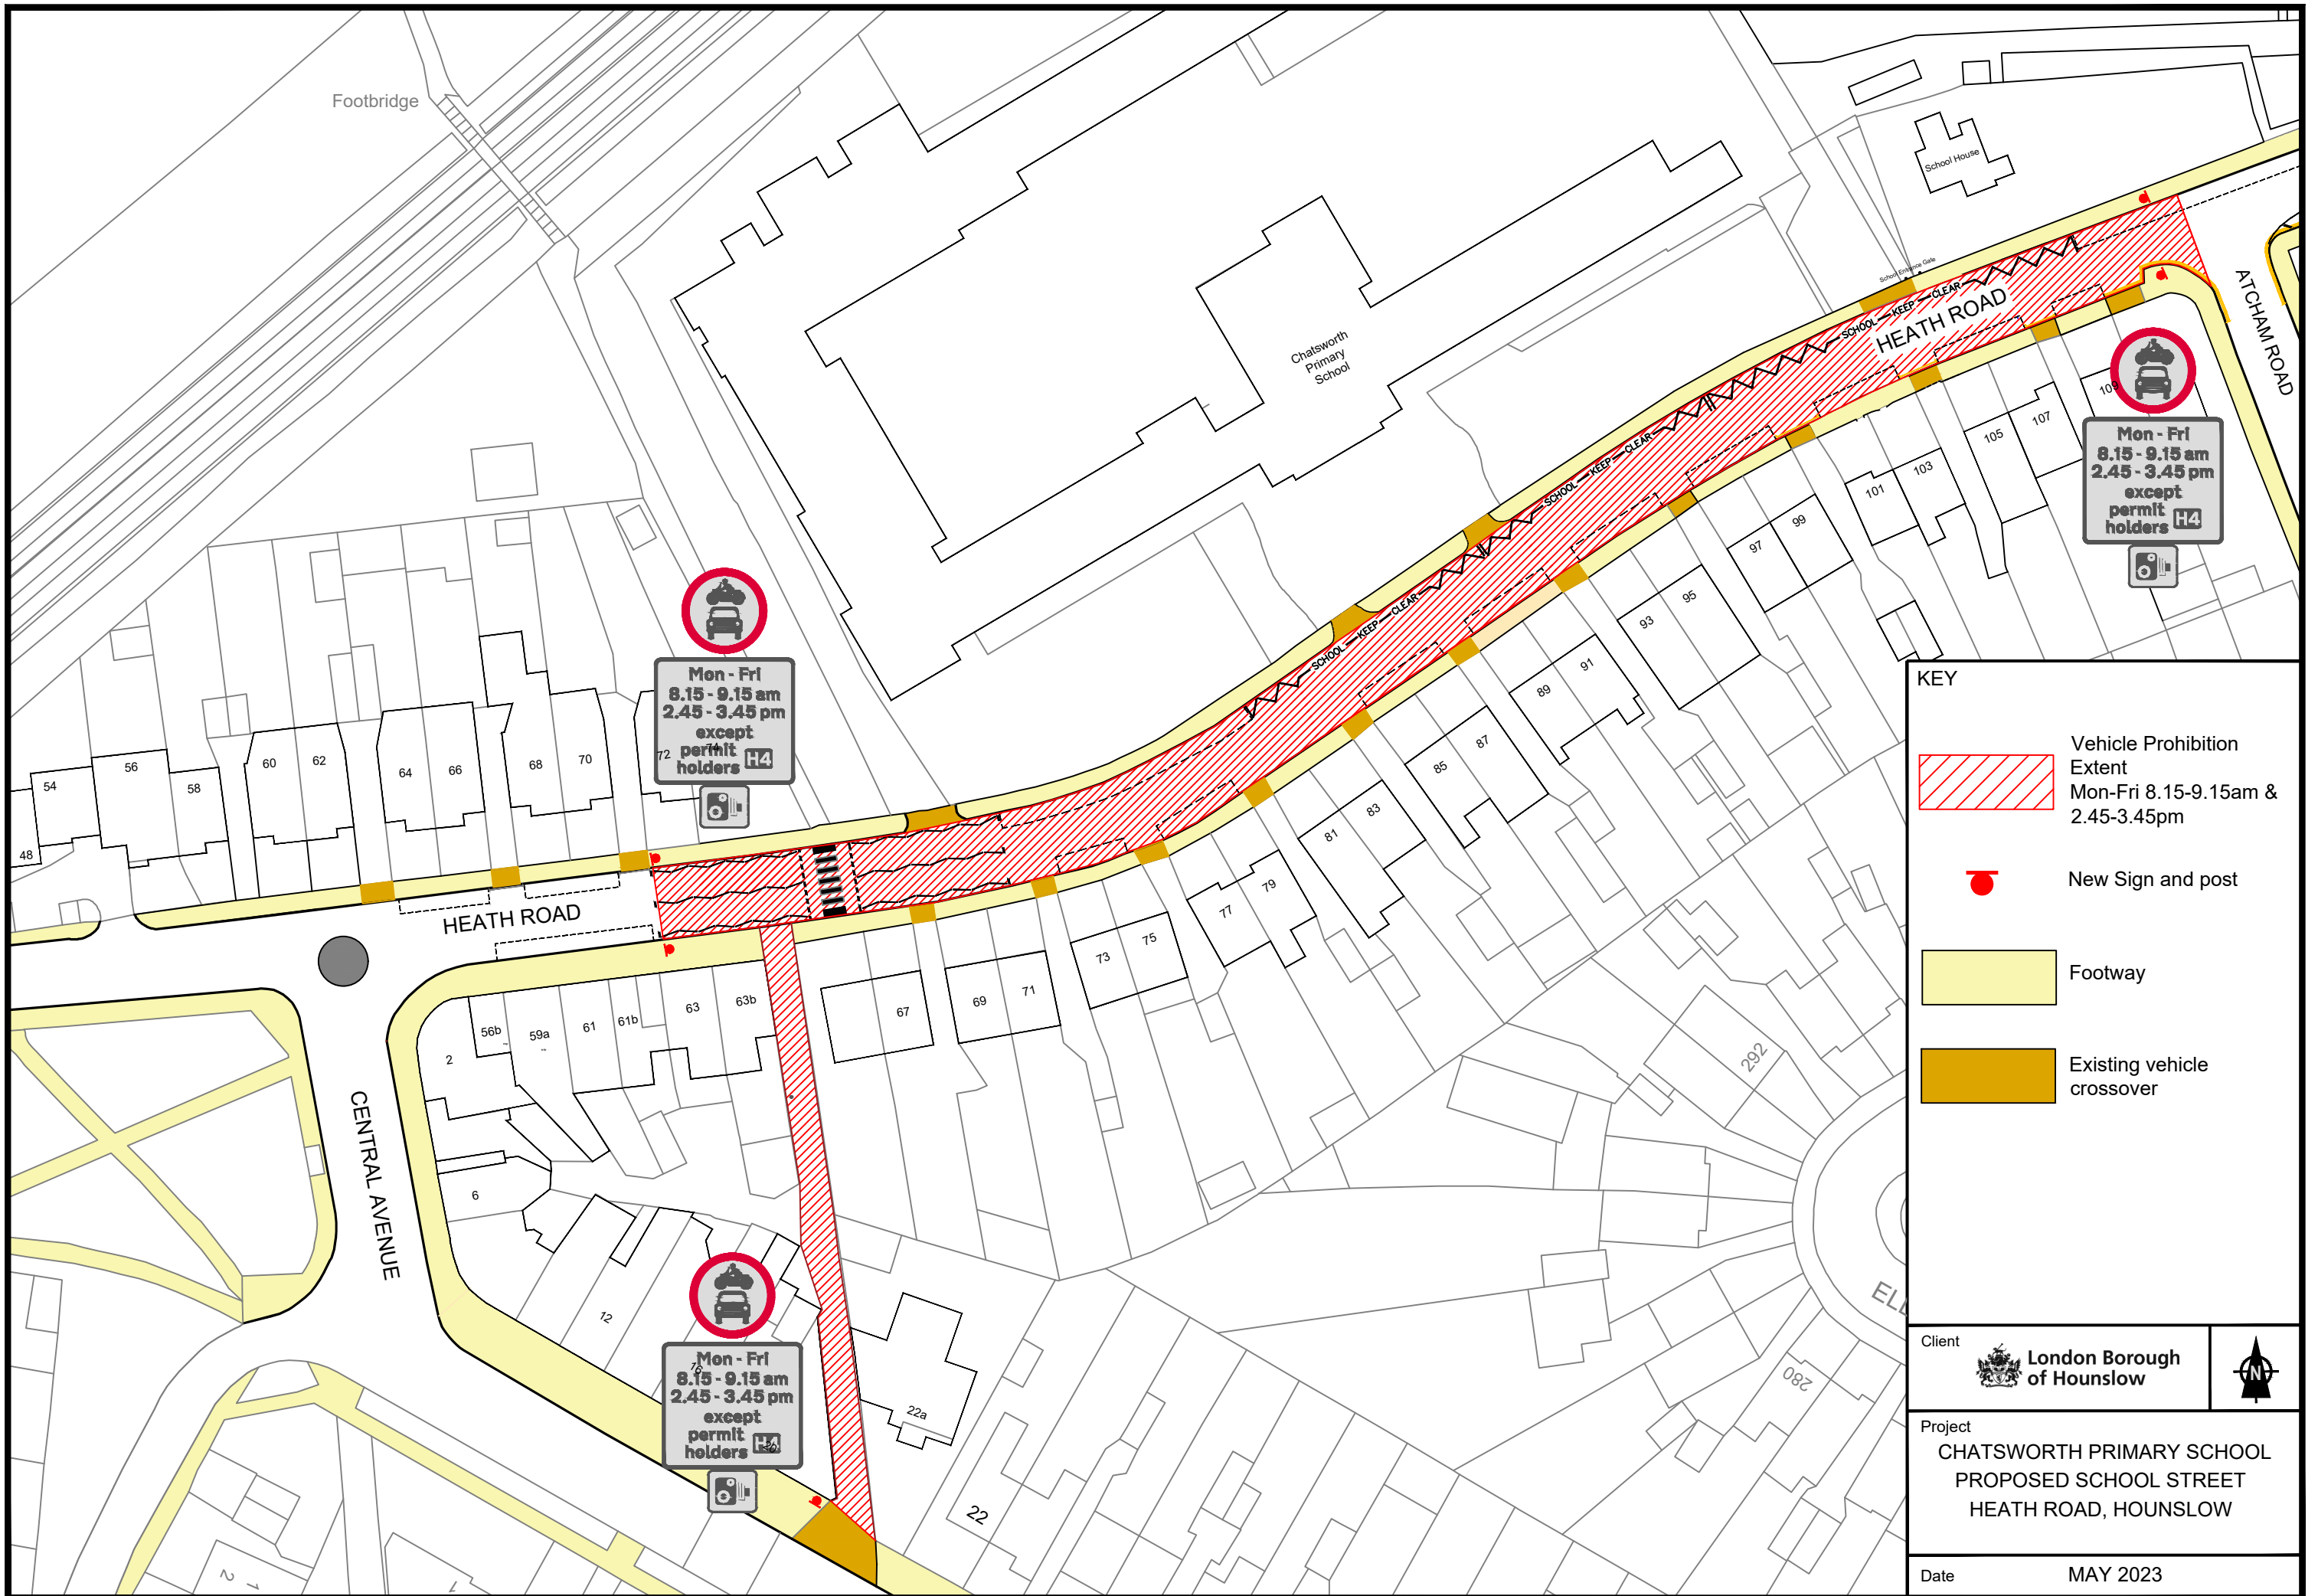 Footbridge
School House
School Entrance Gate
SCHOOL KEEP CLEAR
HEATH ROAD
ATCHAM ROAD
Chatsworth
Primary
School
SCHOOL KEEP CLEAR
SCHOOL KEEP CLEAR
109
107
105
103
101
99
97
95
93
91
89
87
85
83
81
79
77
75
73
71
69
67
Mon - Fri
8.15 - 9.15 am
2.45 - 3.45 pm
except
permit
holders H4
Mon - Fri
8.15 - 9.15 am
2.45 - 3.45 pm
except
permit
holders H4
72
74
54
56
58
60
62
64
66
68
70
48
HEATH ROAD
56b
59a
61
61b
63
63b
2
6
12
CENTRAL AVENUE
Mon - Fri
8.15 - 9.15 am
2.45 - 3.45 pm
except
permit
holders H4
16
20
22a
22
292
280
2
1
1
KEY
Vehicle Prohibition
Extent
Mon-Fri 8.15-9.15am &
2.45-3.45pm
New Sign and post
Footway
Existing vehicle
crossover
Client
London Borough
of Hounslow
N
Project
CHATSWORTH PRIMARY SCHOOL
PROPOSED SCHOOL STREET
HEATH ROAD, HOUNSLOW
Date MAY 2023